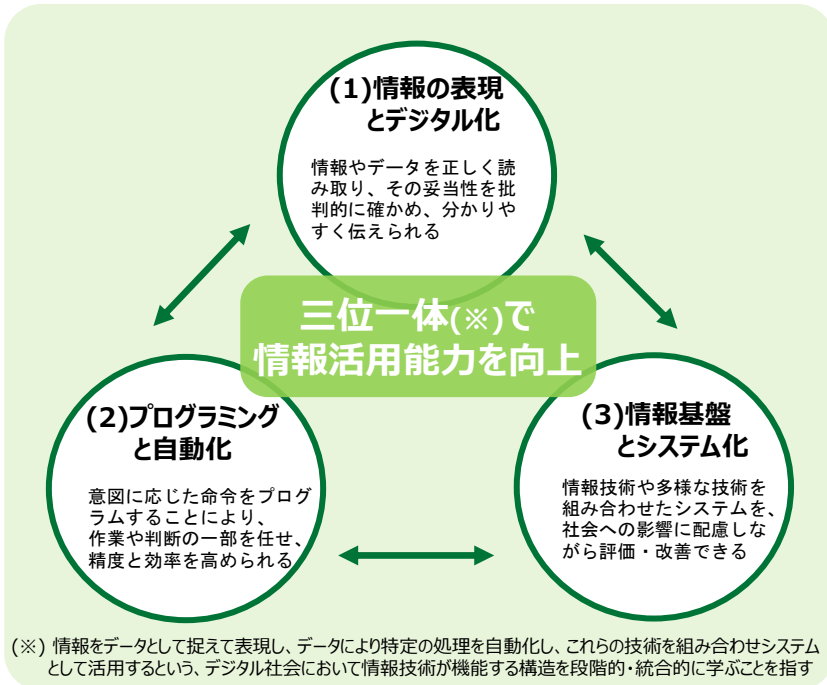 (1)情報の表現
とデジタル化
情報やデータを正しく読
み取り、その妥当性を批
判的に確かめ、分かりや
すく伝えられる
三位一体(※)で
情報活用能力を向上
(2)プログラミング
と自動化
意図に応じた命令をプログ
ラムすることにより、
作業や判断の一部を任せ、
精度と効率を高められる
(3)情報基盤
とシステム化
情報技術や多様な技術を
組み合わせたシステムを、
社会への影響に配慮しな
がら評価・改善できる
(※) 情報をデータとして捉えて表現し、データにより特定の処理を自動化し、これらの技術を組み合わせシステム
として活用するという、デジタル社会において情報技術が機能する構造を段階的・統合的に学ぶことを指す